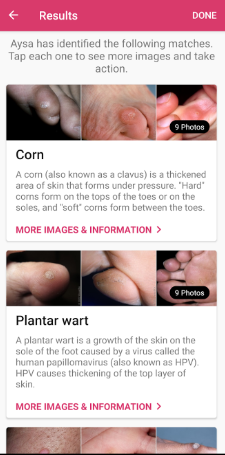 Results DONE
Aysa has identified the following matches.
Tap each one to see more images and take
action.
9 Photos
Corn
A corn (also known as a clavus) is a thickened
area of skin that forms under pressure. "Hard"
corns form on the tops of the toes or on the
soles, and "soft" corns form between the toes.
MORE IMAGES & INFORMATION
9 Photos
Plantar wart
A plantar wart is a growth of the skin on the
sole of the foot caused by a virus called the
human papillomavirus (also known as HPV).
HPV causes thickening of the top layer of
skin.
MORE IMAGES & INFORMATION